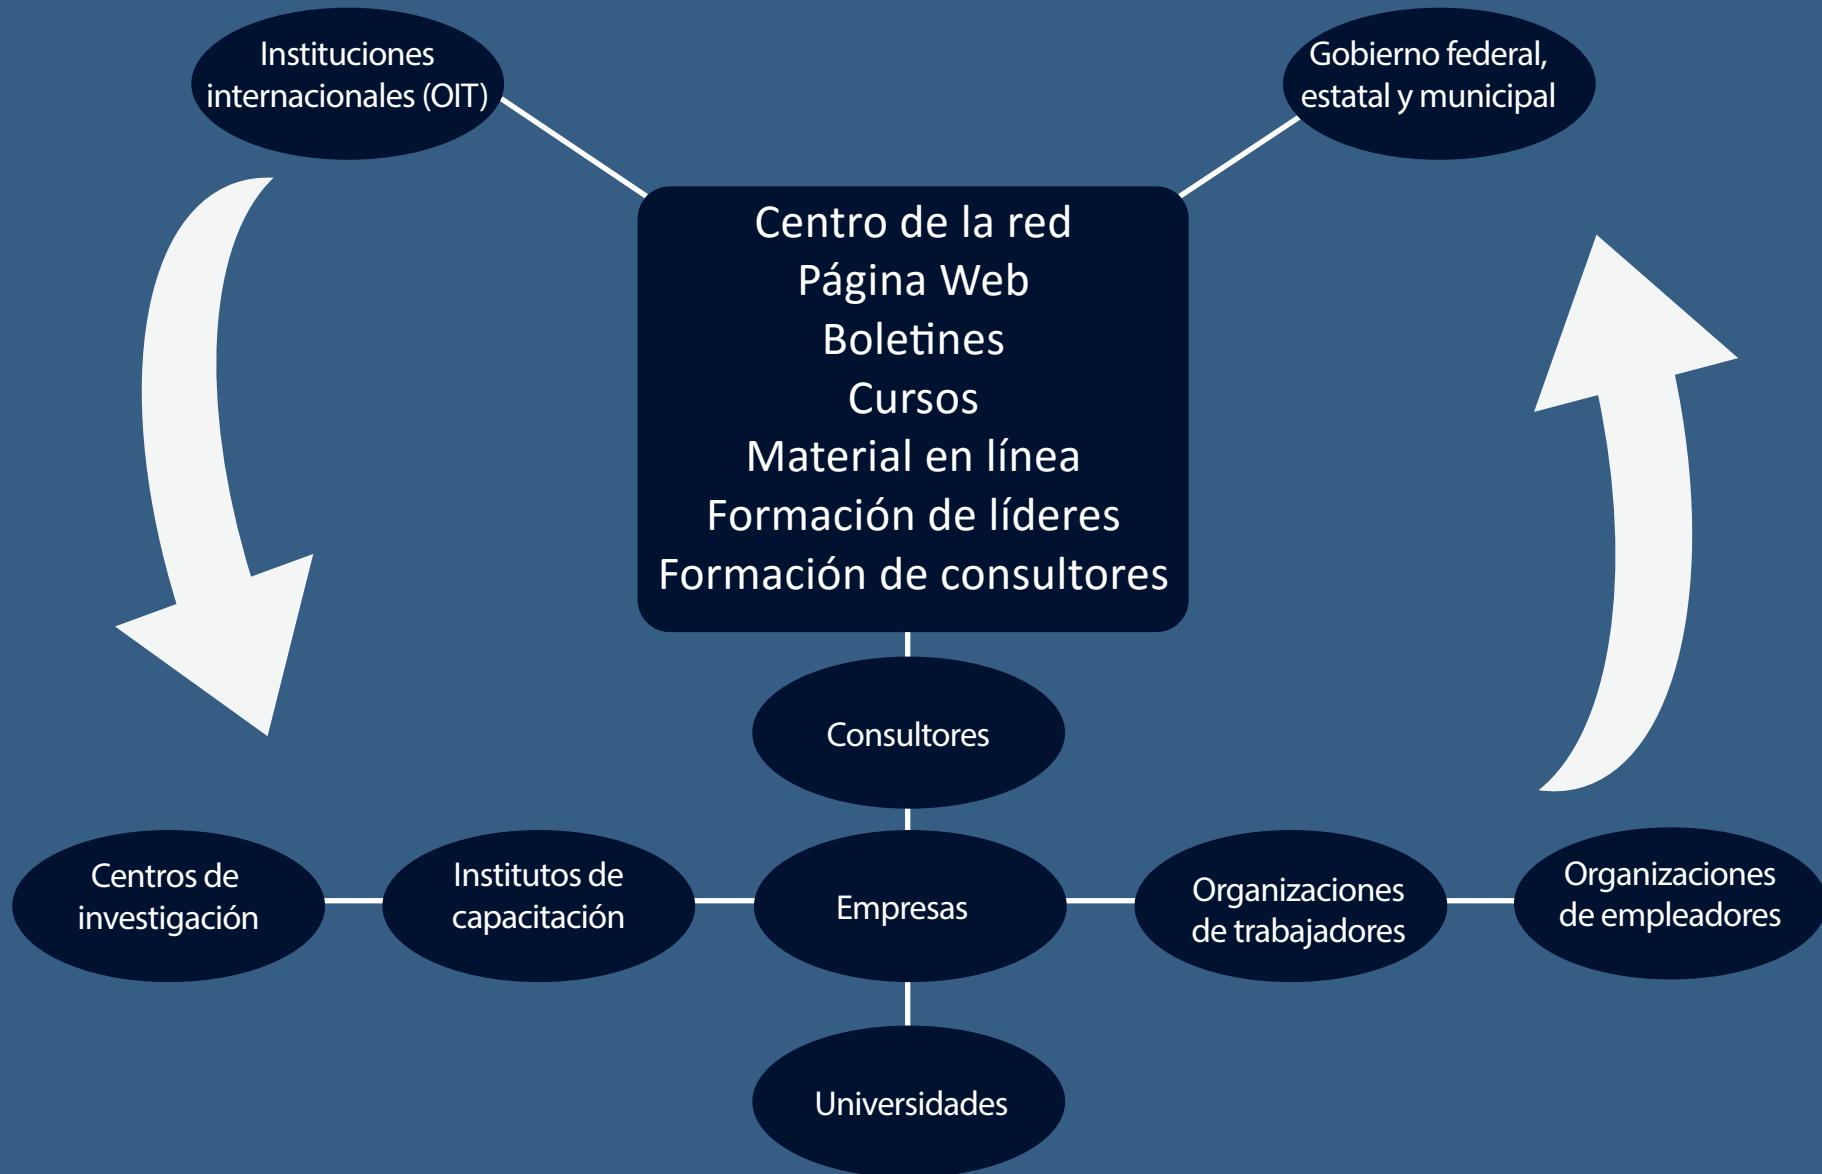 Instituciones
internacionales (OIT)
Gobierno federal,
estatal y municipal
Centro de la red
Página Web
Boletines
Cursos
Material en línea
Formación de líderes
Formación de consultores
Consultores
Centros de
investigación
Institutos de
capacitación
Empresas
Organizaciones
de trabajadores
Organizaciones
de empleadores
Universidades